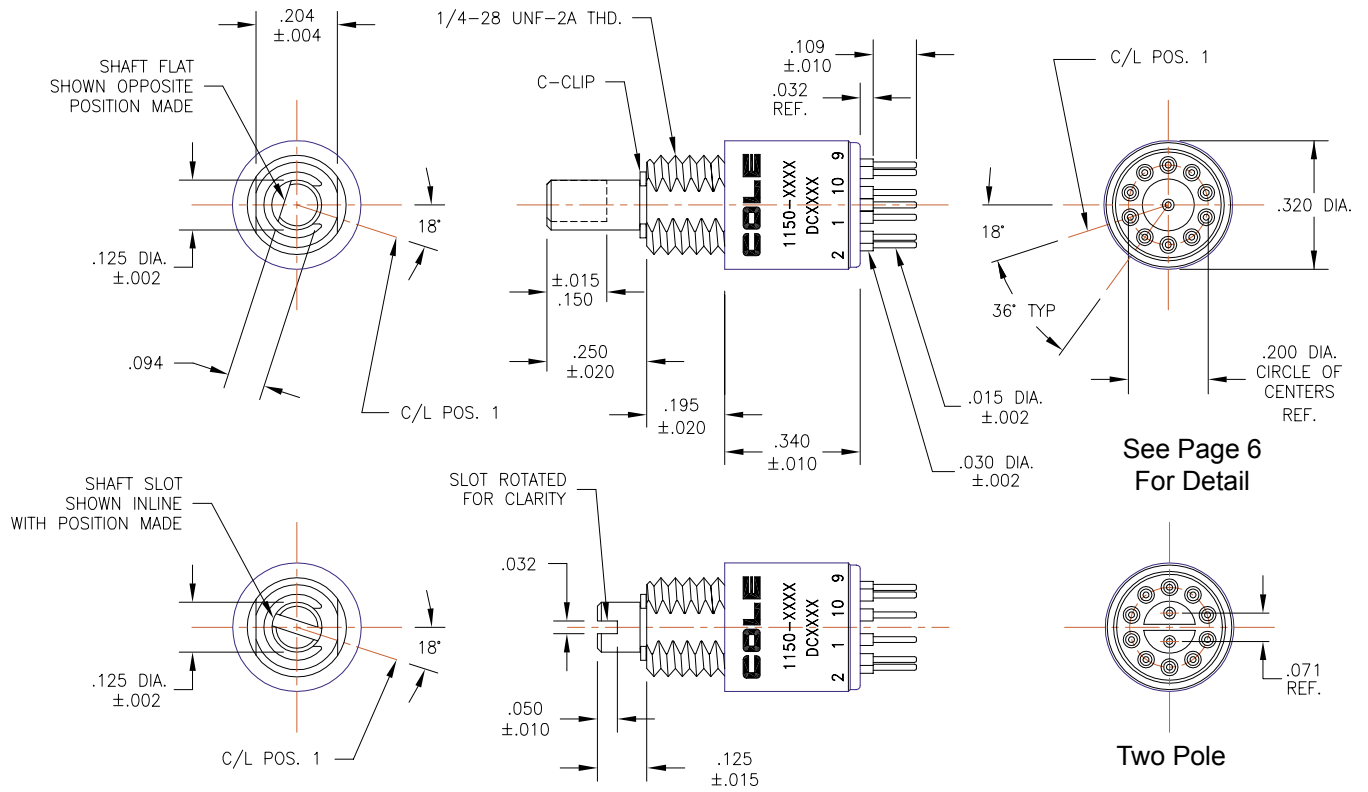 .204
±.004
1/4-28 UNF-2A THD.
.109
±.010
C/L POS. 1
SHAFT FLAT
SHOWN OPPOSITE
POSITION MADE
C-CLIP
.032
REF.
18°
.125 DIA.
±.002
COLE
1150-XXXX
DCXXXX
2 1 10 9
18°
.320 DIA.
±.015
.150
36° TYP
.094
.250
±.020
.200 DIA.
CIRCLE OF
CENTERS
REF.
C/L POS. 1
.195
±.020
.015 DIA.
±.002
.340
±.010
.030 DIA.
±.002
See Page 6
For Detail
SHAFT SLOT
SHOWN INLINE
WITH POSITION MADE
SLOT ROTATED
FOR CLARITY
.032
COLE
1150-XXXX
DCXXXX
2 1 10 9
18°
.125 DIA.
±.002
.071
REF.
.050
±.010
C/L POS. 1
.125
±.015
Two Pole